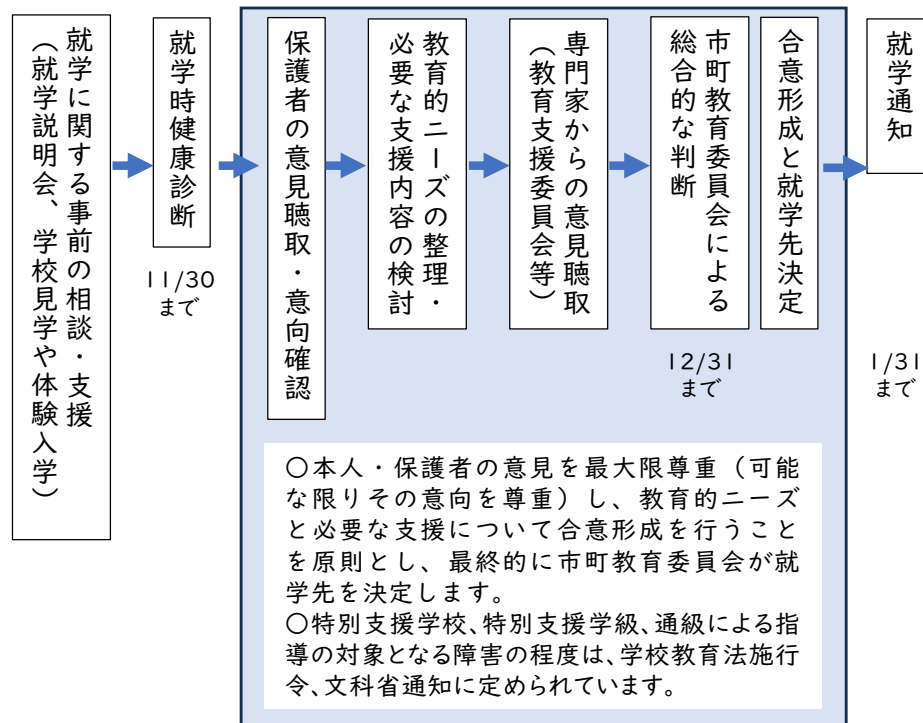 就学に関する事前の相談・支援
（就学説明会、学校見学や体験入学）
就学時健康診断
11/30
まで
保護者の意見聴取・意向確認
教育的ニーズの整理・
必要な支援内容の検討
専門家からの意見聴取
（教育支援委員会等）
市町教育委員会による
総合的な判断
12/31
まで
合意形成と就学先決定
就学通知
1/31
まで
〇本人・保護者の意見を最大限尊重（可能
な限りその意向を尊重）し、教育的ニーズ
と必要な支援について合意形成を行うこと
を原則とし、最終的に市町教育委員会が就
学先を決定します。
〇特別支援学校、特別支援学級、通級による指
導の対象となる障害の程度は、学校教育法施行
令、文科省通知に定められています。